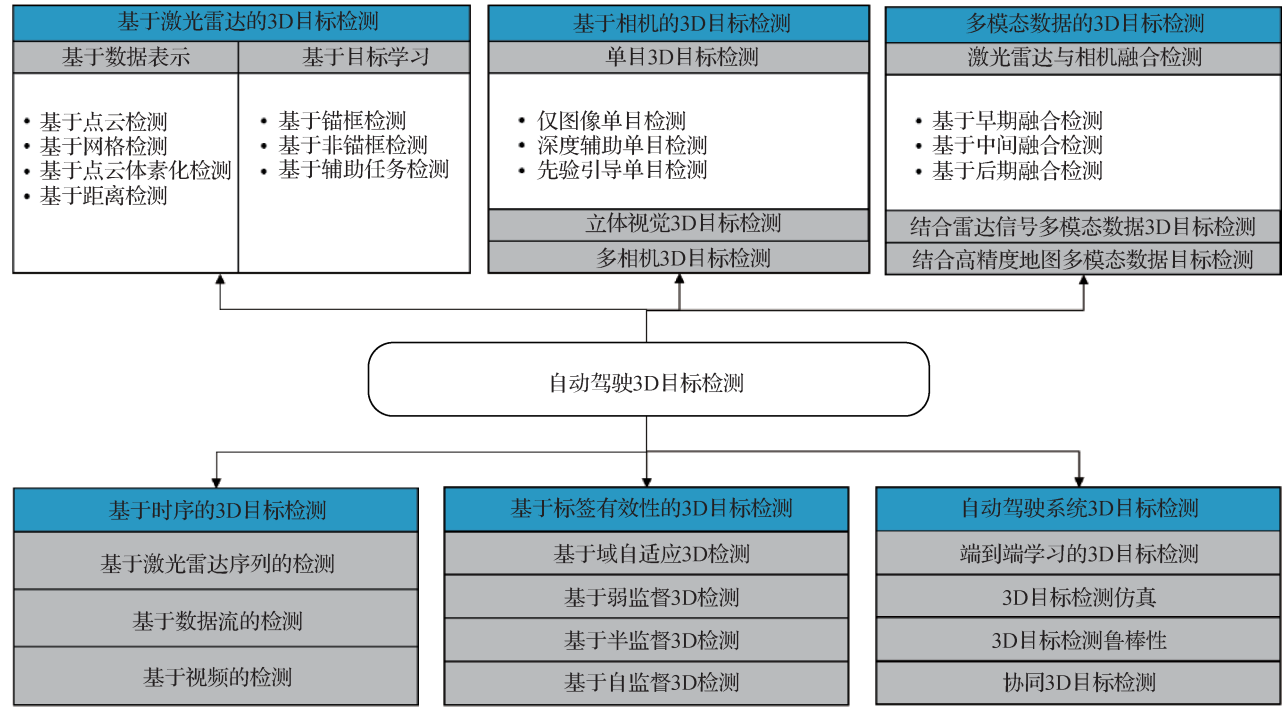 基于激光雷达的3D目标检测
基于数据表示
基于目标学习
• 基于点云检测
• 基于网格检测
• 基于点云体素化检测
• 基于距离检测
• 基于锚框检测
• 基于非锚框检测
• 基于辅助任务检测
基于相机的3D目标检测
单目3D目标检测
• 仅图像单目检测
• 深度辅助单目检测
• 先验引导单目检测
立体视觉3D目标检测
多相机3D目标检测
多模态数据的3D目标检测
激光雷达与相机融合检测
• 基于早期融合检测
• 基于中间融合检测
• 基于后期融合检测
结合雷达信号多模态数据3D目标检测
结合高精度地图多模态数据目标检测
自动驾驶3D目标检测
基于时序的3D目标检测
基于激光雷达序列的检测
基于数据流的检测
基于视频的检测
基于标签有效性的3D目标检测
基于域自适应3D检测
基于弱监督3D检测
基于半监督3D检测
基于自监督3D检测
自动驾驶系统3D目标检测
端到端学习的3D目标检测
3D目标检测仿真
3D目标检测鲁棒性
协同3D目标检测